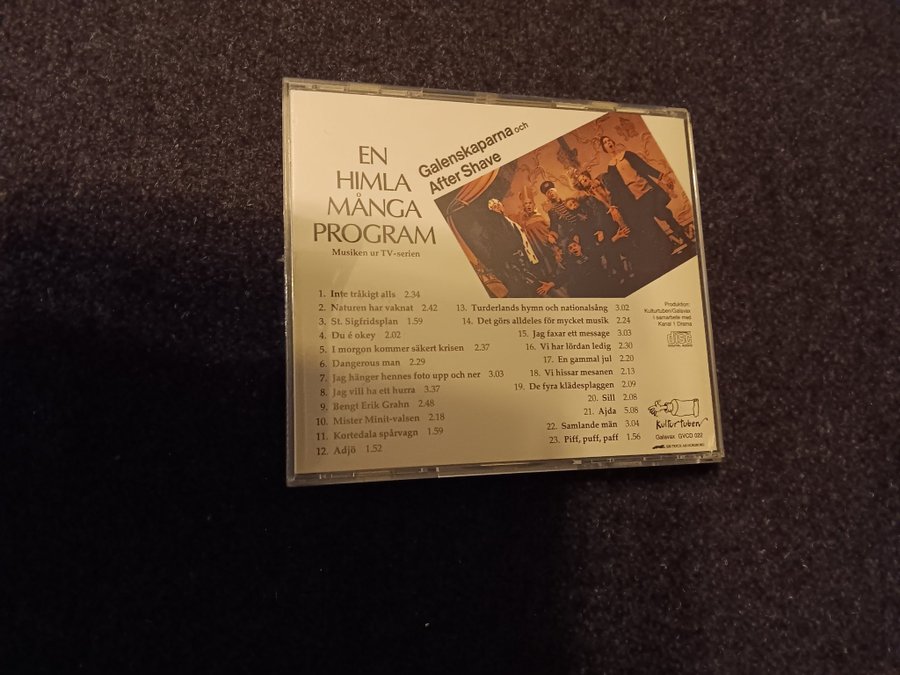 EN
HIMLA
MÅNGA
PROGRAM
Musiken ur TV-serien
Galenskaparna och
After Shave
1. Inte tråkigt alls 2.34
2. Naturen har vaknat 2.42
3. St. Sigfridsplan 1.59
4. Du é okey 2.02
5. I morgon kommer säkert krisen 2.37
6. Dangerous man 2.29
7. Jag hänger hennes foto upp och ner 3.03
8. Jag vill ha ett hurra 3.37
9. Bengt Erik Grahn 2.48
10. Mister Minit-valsen 2.18
11. Kortedala spårvagn 1.59
12. Adjö 1.52
13. Turderlands hymn och nationalsång 3.02
14. Det görs alldeles för mycket musik 2.24
15. Jag faxar ett message 3.03
16. Vi har lördan ledig 2.30
17. En gammal jul 2.20
18. Vi hissar mesanen 2.13
19. De fyra klädesplaggen 2.09
20. Sill 2.08
21. Ajda 5.08
22. Samlande män 3.04
23. Piff, puff, paff 1.56
Produktion:
Kulturtuben/Galavax
i samarbete med
Kanal 1 Drama
COMPACT
disc
DIGITAL AUDIO
Kulturtuben
Galavax GVCD 022